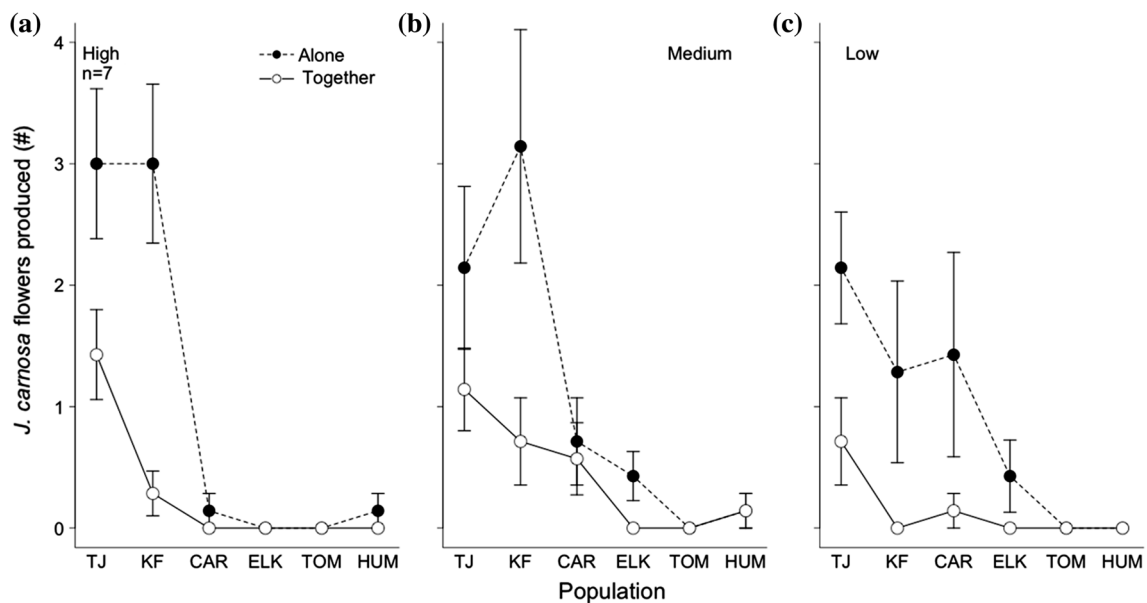 (a)
(b)
(c)
High
n=7
Alone
Together
Medium
Low
J. carnosa flowers produced (#)
4
3
2
1
0
TJ KF CAR ELK TOM HUM
TJ KF CAR ELK TOM HUM
TJ KF CAR ELK TOM HUM
Population